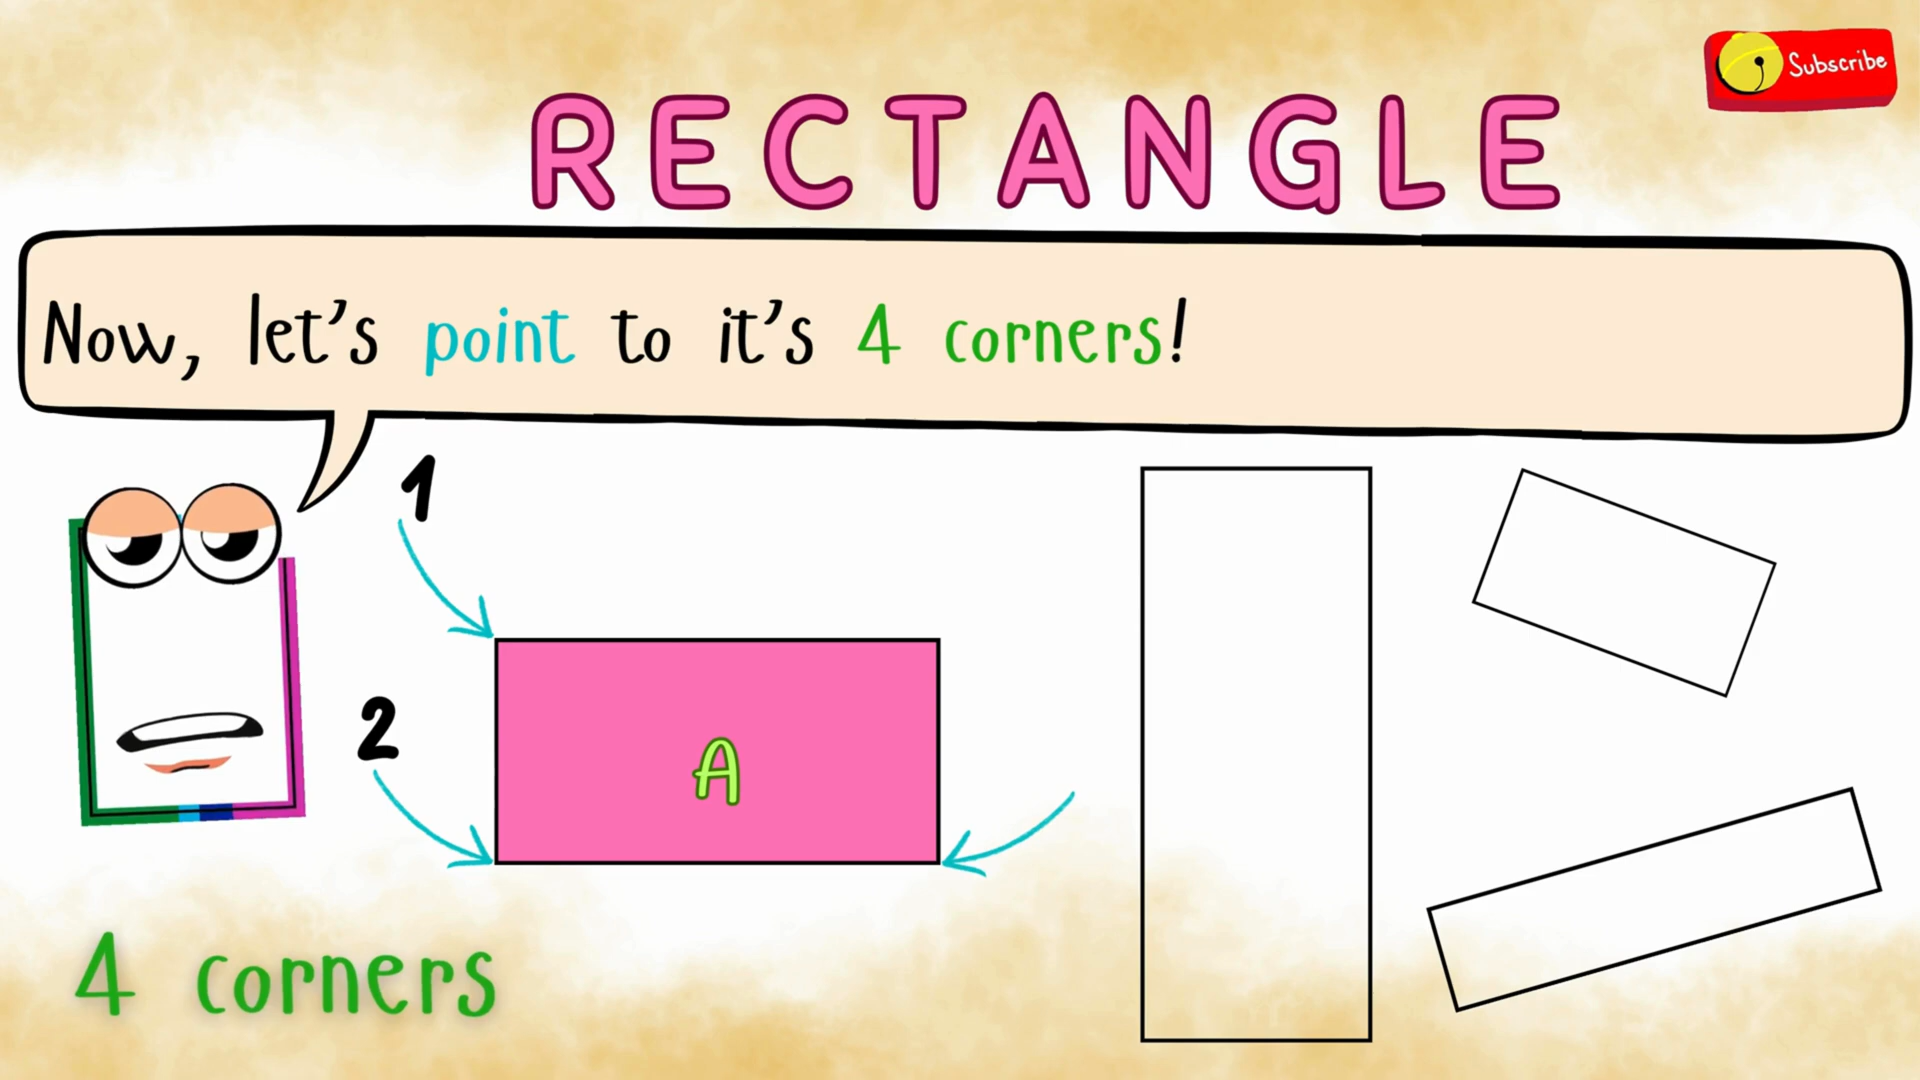 Subscribe
RECTANGLE
Now, let's point to it's 4 corners!
1
2
A
4 corners